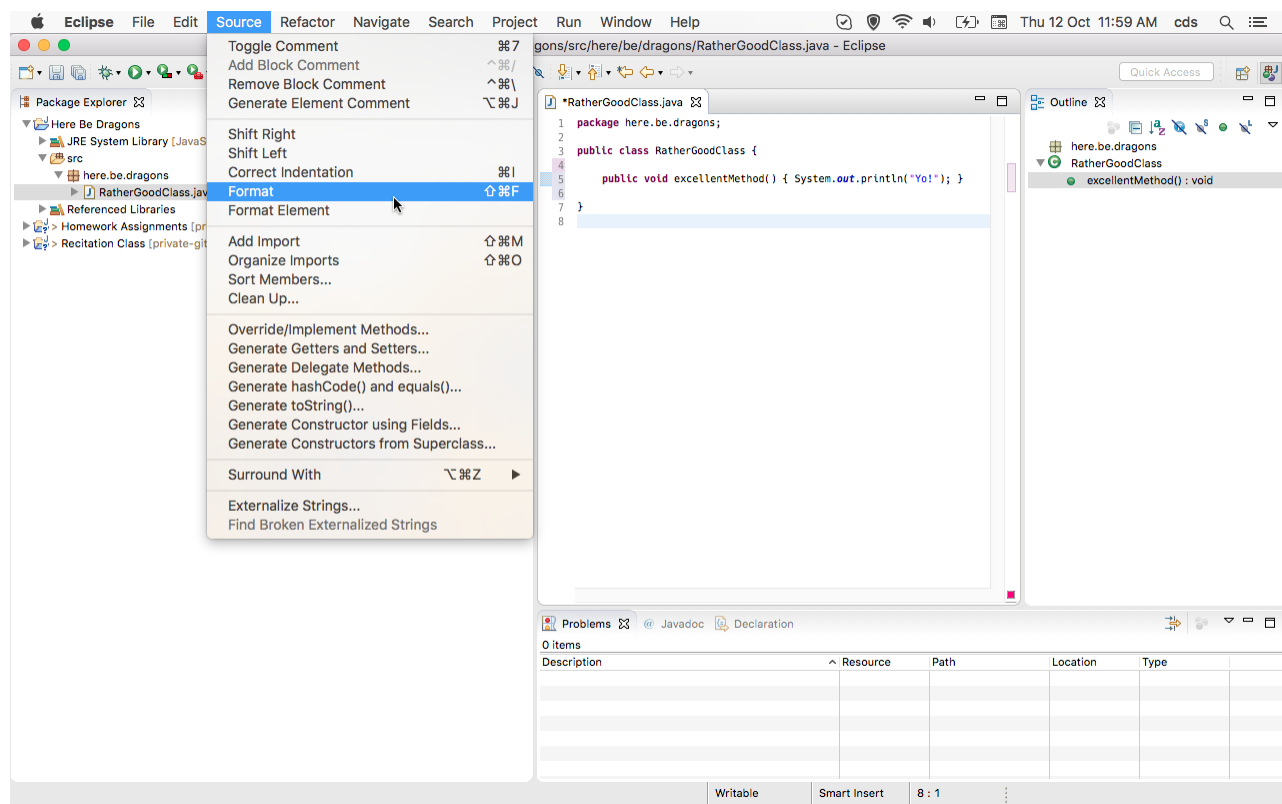 Eclipse File Edit Source Refactor Navigate Search Project Run Window Help Thu 12 Oct 11:59 AM cds
gons/src/here/be/dragons/RatherGoodClass.java - Eclipse
Quick Access
Toggle Comment ⌘7
Add Block Comment ^⌘/
Remove Block Comment ^⌘\
Generate Element Comment ⌥⌘J
Shift Right
Shift Left
Correct Indentation ⌘I
Format ⇧⌘F
Format Element
Add Import ⇧⌘M
Organize Imports ⇧⌘O
Sort Members...
Clean Up...
Override/Implement Methods...
Generate Getters and Setters...
Generate Delegate Methods...
Generate hashCode() and equals()...
Generate toString()...
Generate Constructor using Fields...
Generate Constructors from Superclass...
Surround With ⌥⌘Z
Externalize Strings...
Find Broken Externalized Strings
Package Explorer
Here Be Dragons
JRE System Library [JavaS
src
here.be.dragons
RatherGoodClass.jav
Referenced Libraries
> Homework Assignments [pr
> Recitation Class [private-git
*RatherGoodClass.java
1 package here.be.dragons;
2
3 public class RatherGoodClass {
4
5 public void excellentMethod() { System.out.println("Yo!"); }
6
7 }
8
Outline
here.be.dragons
RatherGoodClass
excellentMethod() : void
Problems @ Javadoc Declaration
0 items
Description Resource Path Location Type
Writable Smart Insert 8 : 1